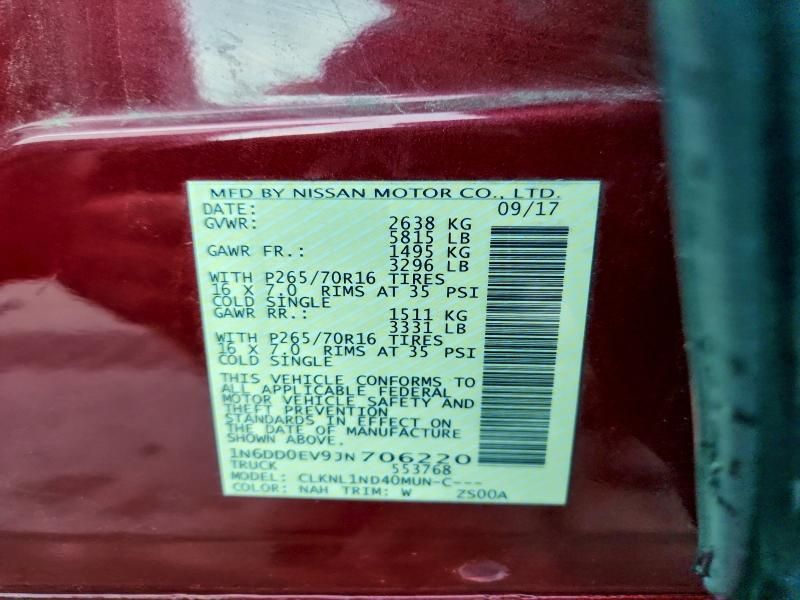 MFD BY NISSAN MOTOR CO., LTD.
DATE: 09/17
GVWR: 2638 KG
5815 LB
GAWR FR.: 1495 KG
3296 LB
WITH P265/70R16 TIRES
16 X 7.0 RIMS AT 35 PSI
COLD SINGLE
GAWR RR.: 1511 KG
3331 LB
WITH P265/70R16 TIRES
16 X 7.0 RIMS AT 35 PSI
COLD SINGLE
THIS VEHICLE CONFORMS TO
ALL APPLICABLE FEDERAL
MOTOR VEHICLE SAFETY AND
THEFT PREVENTION
STANDARDS IN EFFECT ON
THE DATE OF MANUFACTURE
SHOWN ABOVE.
1N6DD0EV9JN706220
TRUCK 553768
MODEL: CLKNL1ND40MUN-C---
COLOR: NAH TRIM: W ZS00A